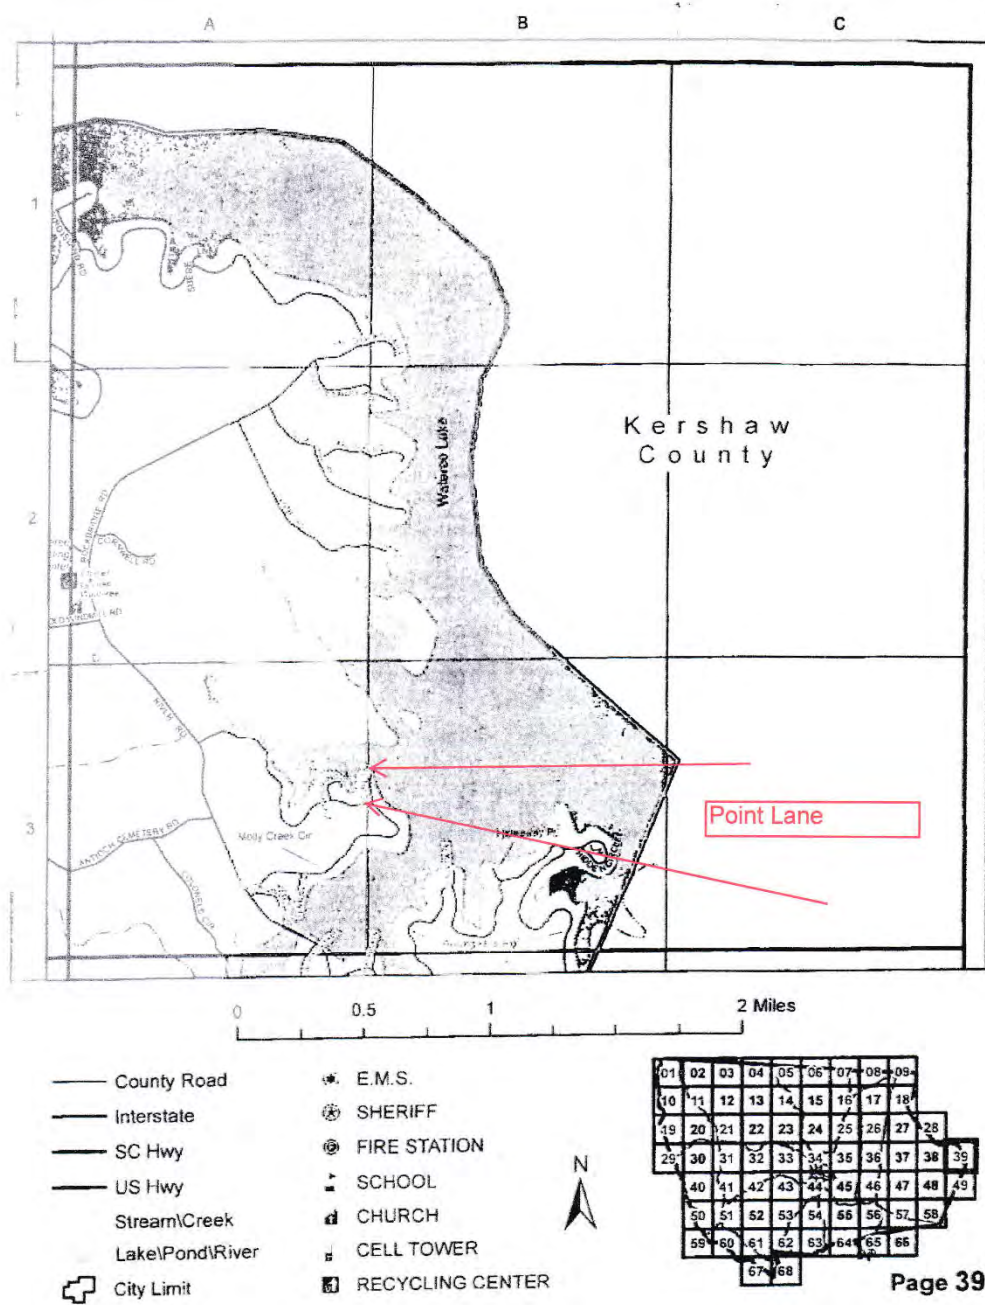 A B C
1
Kershaw
County
Wateree Lake
2
ROCKBRIDGE RD
CORNWELL RD
RIVER RD
Point Lane
3
ANTIOCH CEMETERY RD
Molly Creek Cir
0 0.5 1 2 Miles
County Road
Interstate
SC Hwy
US Hwy
Stream\Creek
Lake\Pond\River
City Limit
E.M.S.
SHERIFF
FIRE STATION
SCHOOL
CHURCH
CELL TOWER
RECYCLING CENTER
N
01 02 03 04 05 06 07 08 09
10 11 12 13 14 15 16 17 18
19 20 21 22 23 24 25 26 27 28
29 30 31 32 33 34 35 36 37 38 39
40 41 42 43 44 45 46 47 48 49
50 51 52 53 54 55 56 57 58
59 60 61 62 63 64 65 66
67 68
Page 39